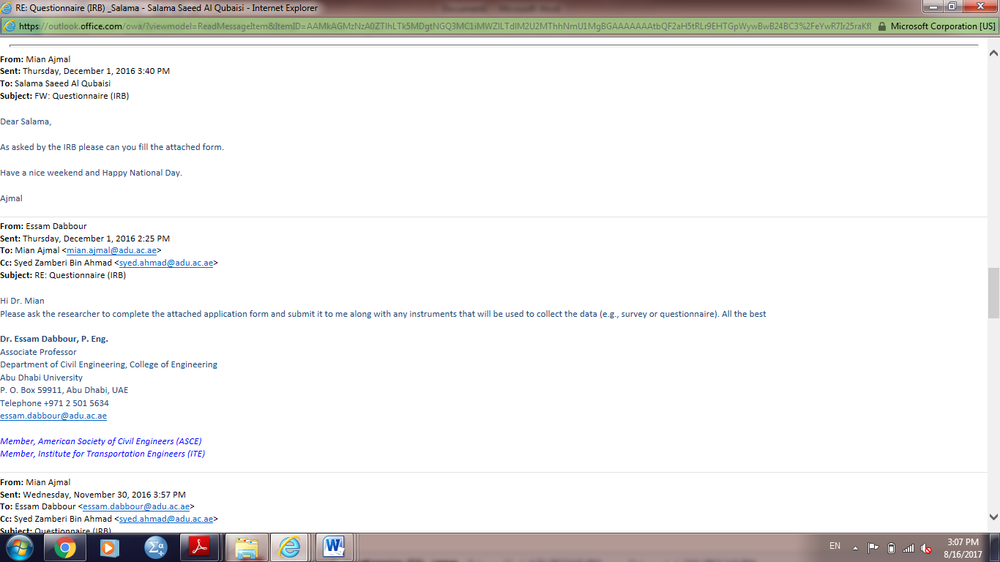 RE: Questionnaire (IRB) _Salama - Salama Saeed Al Qubaisi - Internet Explorer
Microsoft Corporation [US]
From: Mian Ajmal
Sent: Thursday, December 1, 2016 3:40 PM
To: Salama Saeed Al Qubaisi
Subject: FW: Questionnaire (IRB)
Dear Salama,
As asked by the IRB please can you fill the attached form.
Have a nice weekend and Happy National Day.
Ajmal
From: Essam Dabbour
Sent: Thursday, December 1, 2016 2:25 PM
To: Mian Ajmal <mian.ajmal@adu.ac.ae>
Cc: Syed Zamberi Bin Ahmad <syed.ahmad@adu.ac.ae>
Subject: RE: Questionnaire (IRB)
Hi Dr. Mian
Please ask the researcher to complete the attached application form and submit it to me along with any instruments that will be used to collect the data (e.g., survey or questionnaire). All the best
Dr. Essam Dabbour, P. Eng.
Associate Professor
Department of Civil Engineering, College of Engineering
Abu Dhabi University
P. O. Box 59911, Abu Dhabi, UAE
Telephone +971 2 501 5634
essam.dabbour@adu.ac.ae
Member, American Society of Civil Engineers (ASCE)
Member, Institute for Transportation Engineers (ITE)
From: Mian Ajmal
Sent: Wednesday, November 30, 2016 3:57 PM
To: Essam Dabbour <essam.dabbour@adu.ac.ae>
Cc: Syed Zamberi Bin Ahmad <syed.ahmad@adu.ac.ae>
Subject: Questionnaire (IRB)
EN
3:07 PM
8/16/2017